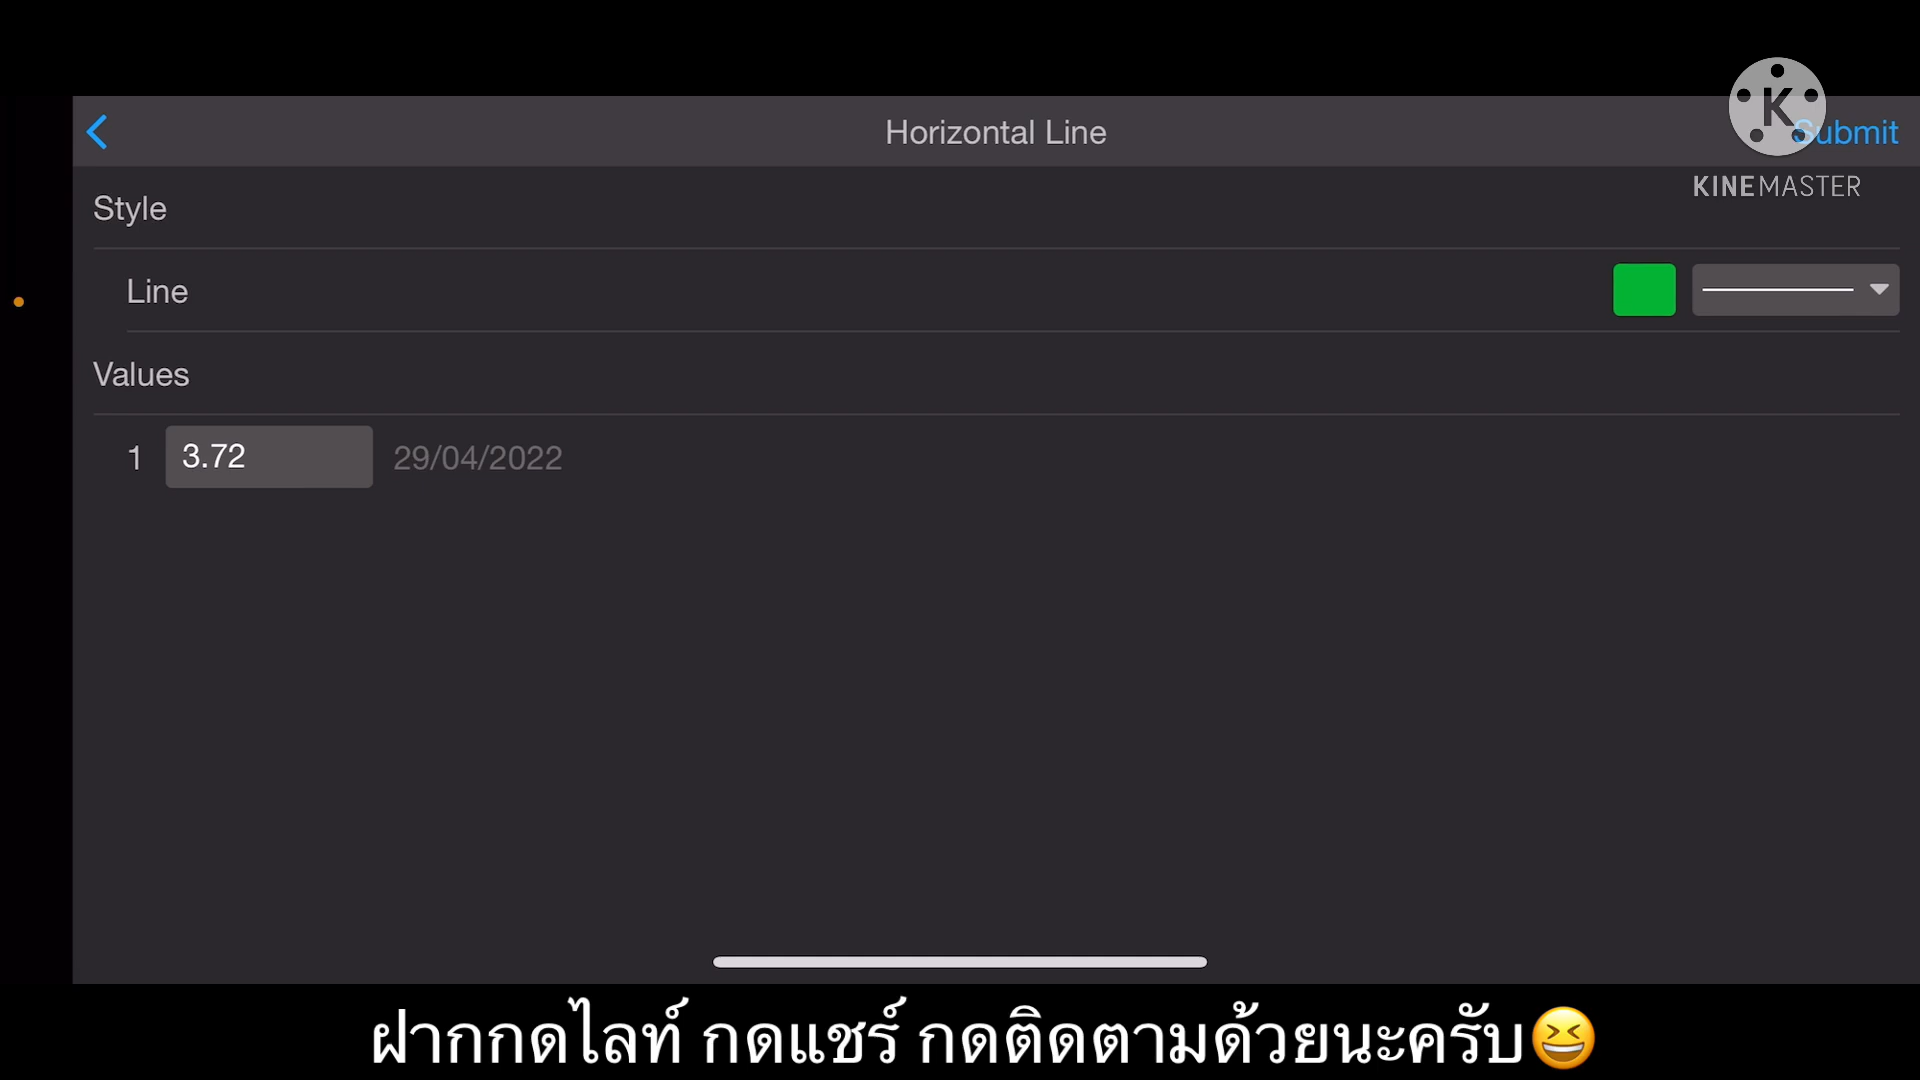 Horizontal Line
Submit
KINEMASTER
Style
Line
Values
1 3.72 29/04/2022
ฝากกดไลท์ กดแชร์ กดติดตามด้วยนะครับ😆